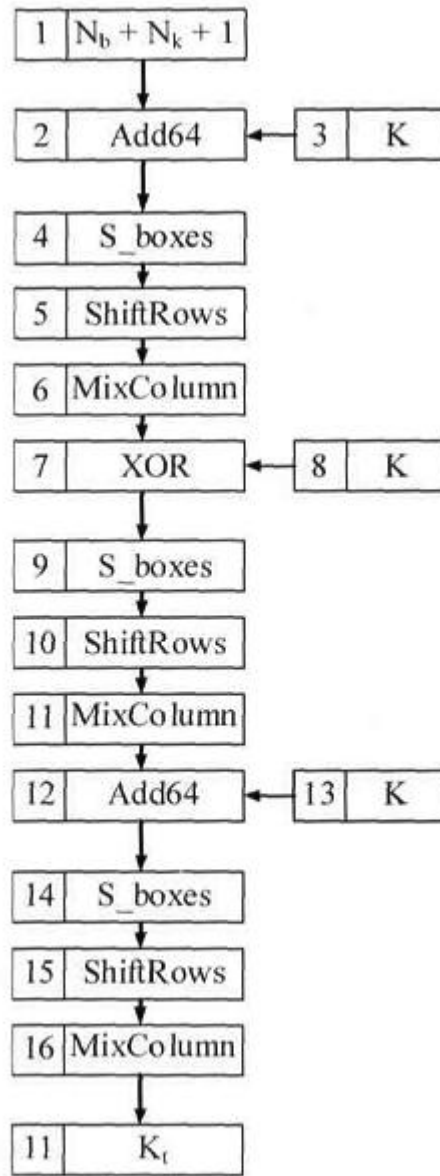 1 N_b + N_k + 1
2 Add64 3 K
4 S_boxes
5 ShiftRows
6 MixColumn
7 XOR 8 K
9 S_boxes
10 ShiftRows
11 MixColumn
12 Add64 13 K
14 S_boxes
15 ShiftRows
16 MixColumn
11 K_t